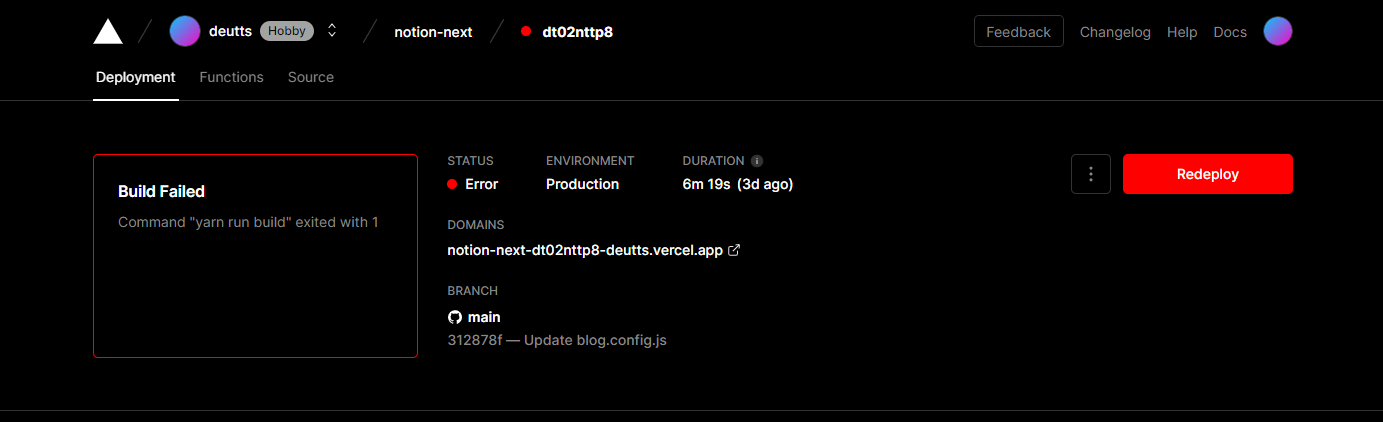 deutts Hobby notion-next dt02nttp8 Feedback Changelog Help Docs
Deployment Functions Source
Build Failed
Command "yarn run build" exited with 1
STATUS ENVIRONMENT DURATION
Error Production 6m 19s (3d ago)
Redeploy
DOMAINS
notion-next-dt02nttp8-deutts.vercel.app
BRANCH
main
312878f — Update blog.config.js